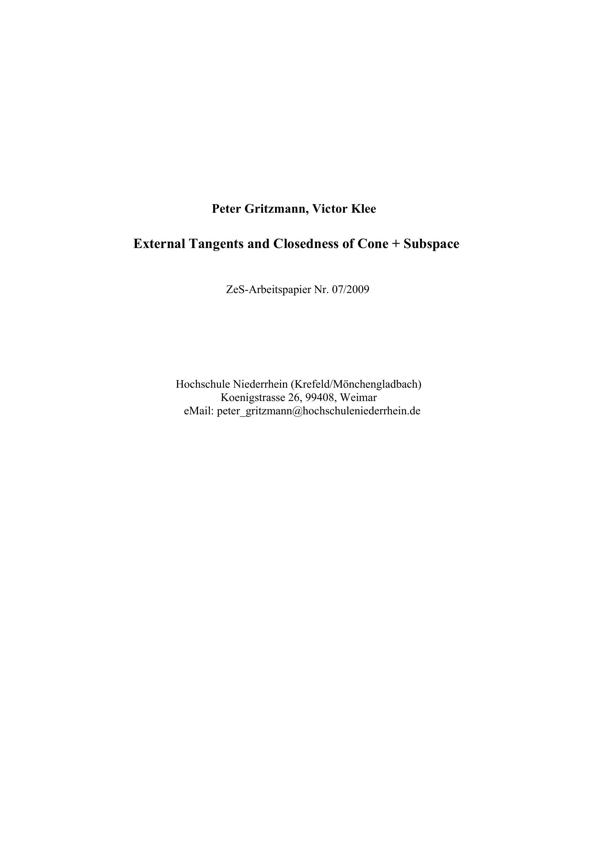 Peter Gritzmann, Victor Klee
External Tangents and Closedness of Cone + Subspace
ZeS-Arbeitspapier Nr. 07/2009
Hochschule Niederrhein (Krefeld/Mönchengladbach)
Koenigstrasse 26, 99408, Weimar
eMail: peter_gritzmann@hochschuleniederrhein.de